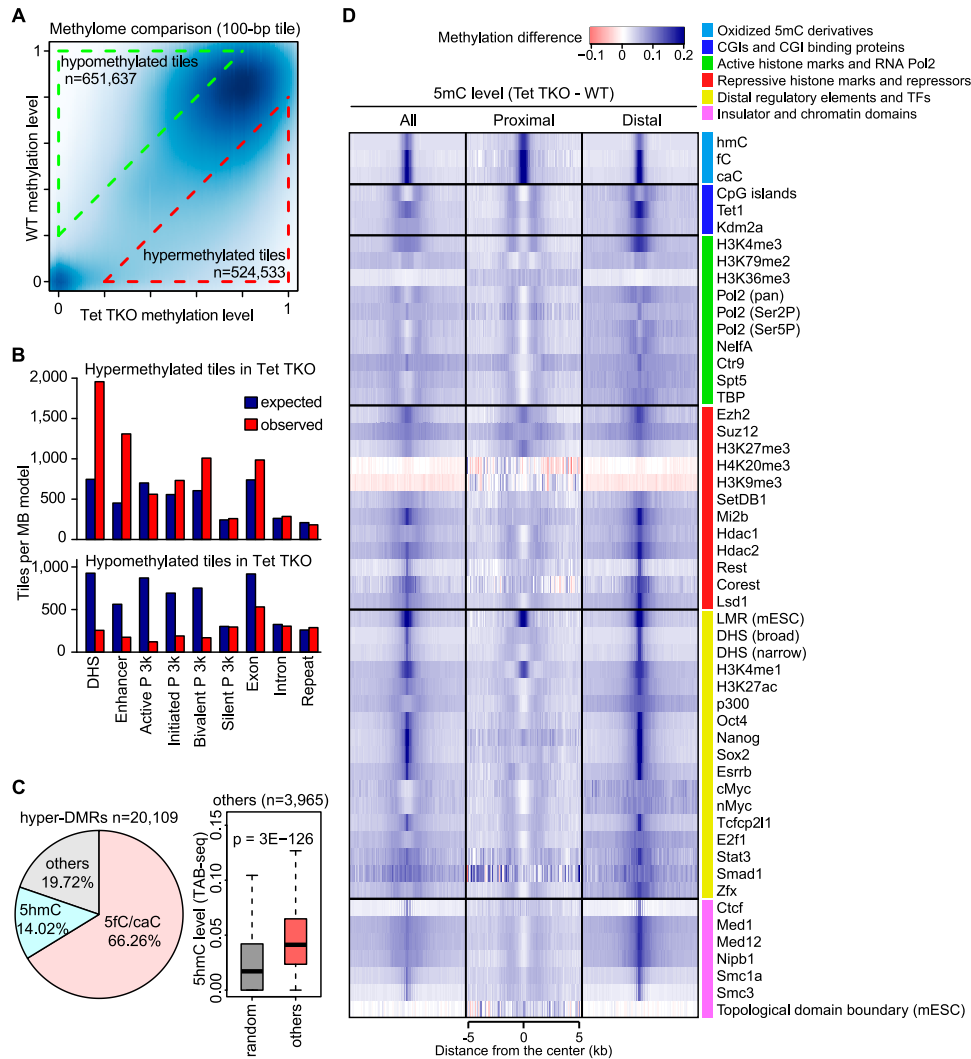 A
Methylome comparison (100-bp tile)
1
hypomethylated tiles
n=651,637
WT methylation level
hypermethylated tiles
n=524,533
0
0
1
Tet TKO methylation level
B
Hypermethylated tiles in Tet TKO
2,000
1,500
1,000
500
0
expected
observed
Tiles per MB model
Hypomethylated tiles in Tet TKO
1,000
500
0
DHS
Enhancer
Active P 3k
Initiated P 3k
Bivalent P 3k
Silent P 3k
Exon
Intron
Repeat
C
hyper-DMRs n=20,109
others
19.72%
5hmC
14.02%
5fC/caC
66.26%
others (n=3,965)
p = 3E−126
5hmC level (TAB-seq)
0.15
0.10
0.05
0.00
random
others
D
Methylation difference
-0.1
0
0.1
0.2
Oxidized 5mC derivatives
CGIs and CGI binding proteins
Active histone marks and RNA Pol2
Repressive histone marks and repressors
Distal regulatory elements and TFs
Insulator and chromatin domains
5mC level (Tet TKO - WT)
All
Proximal
Distal
hmC
fC
caC
CpG islands
Tet1
Kdm2a
H3K4me3
H3K79me2
H3K36me3
Pol2 (pan)
Pol2 (Ser2P)
Pol2 (Ser5P)
NelfA
Ctr9
Spt5
TBP
Ezh2
Suz12
H3K27me3
H4K20me3
H3K9me3
SetDB1
Mi2b
Hdac1
Hdac2
Rest
Corest
Lsd1
LMR (mESC)
DHS (broad)
DHS (narrow)
H3K4me1
H3K27ac
p300
Oct4
Nanog
Sox2
Esrrb
cMyc
nMyc
Tcfcp2l1
E2f1
Stat3
Smad1
Zfx
Ctcf
Med1
Med12
Nipb1
Smc1a
Smc3
Topological domain boundary (mESC)
-5
0
5
Distance from the center (kb)